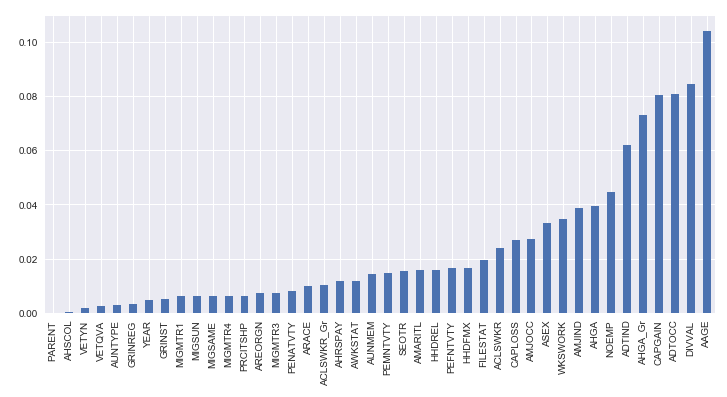 0.10
0.08
0.06
0.04
0.02
0.00
PARENT
AHSCOL
VETYN
VETQVA
AUNTYPE
GRINREG
YEAR
GRINST
MIGMTR1
MIGSUN
MIGSAME
MIGMTR4
PRCITSHP
AREORGN
MIGMTR3
PENATVTY
ARACE
ACLSWKR_Gr
AHRSPAY
AWKSTAT
AUNMEM
PEMNTVTY
SEOTR
AMARITL
HHDREL
PEFNTVTY
HHDFMX
FILESTAT
ACLSWKR
CAPLOSS
AMJOCC
ASEX
WKSWORK
AMJIND
AHGA
NOEMP
ADTIND
AHGA_Gr
CAPGAIN
ADTOCC
DIVVAL
AAGE